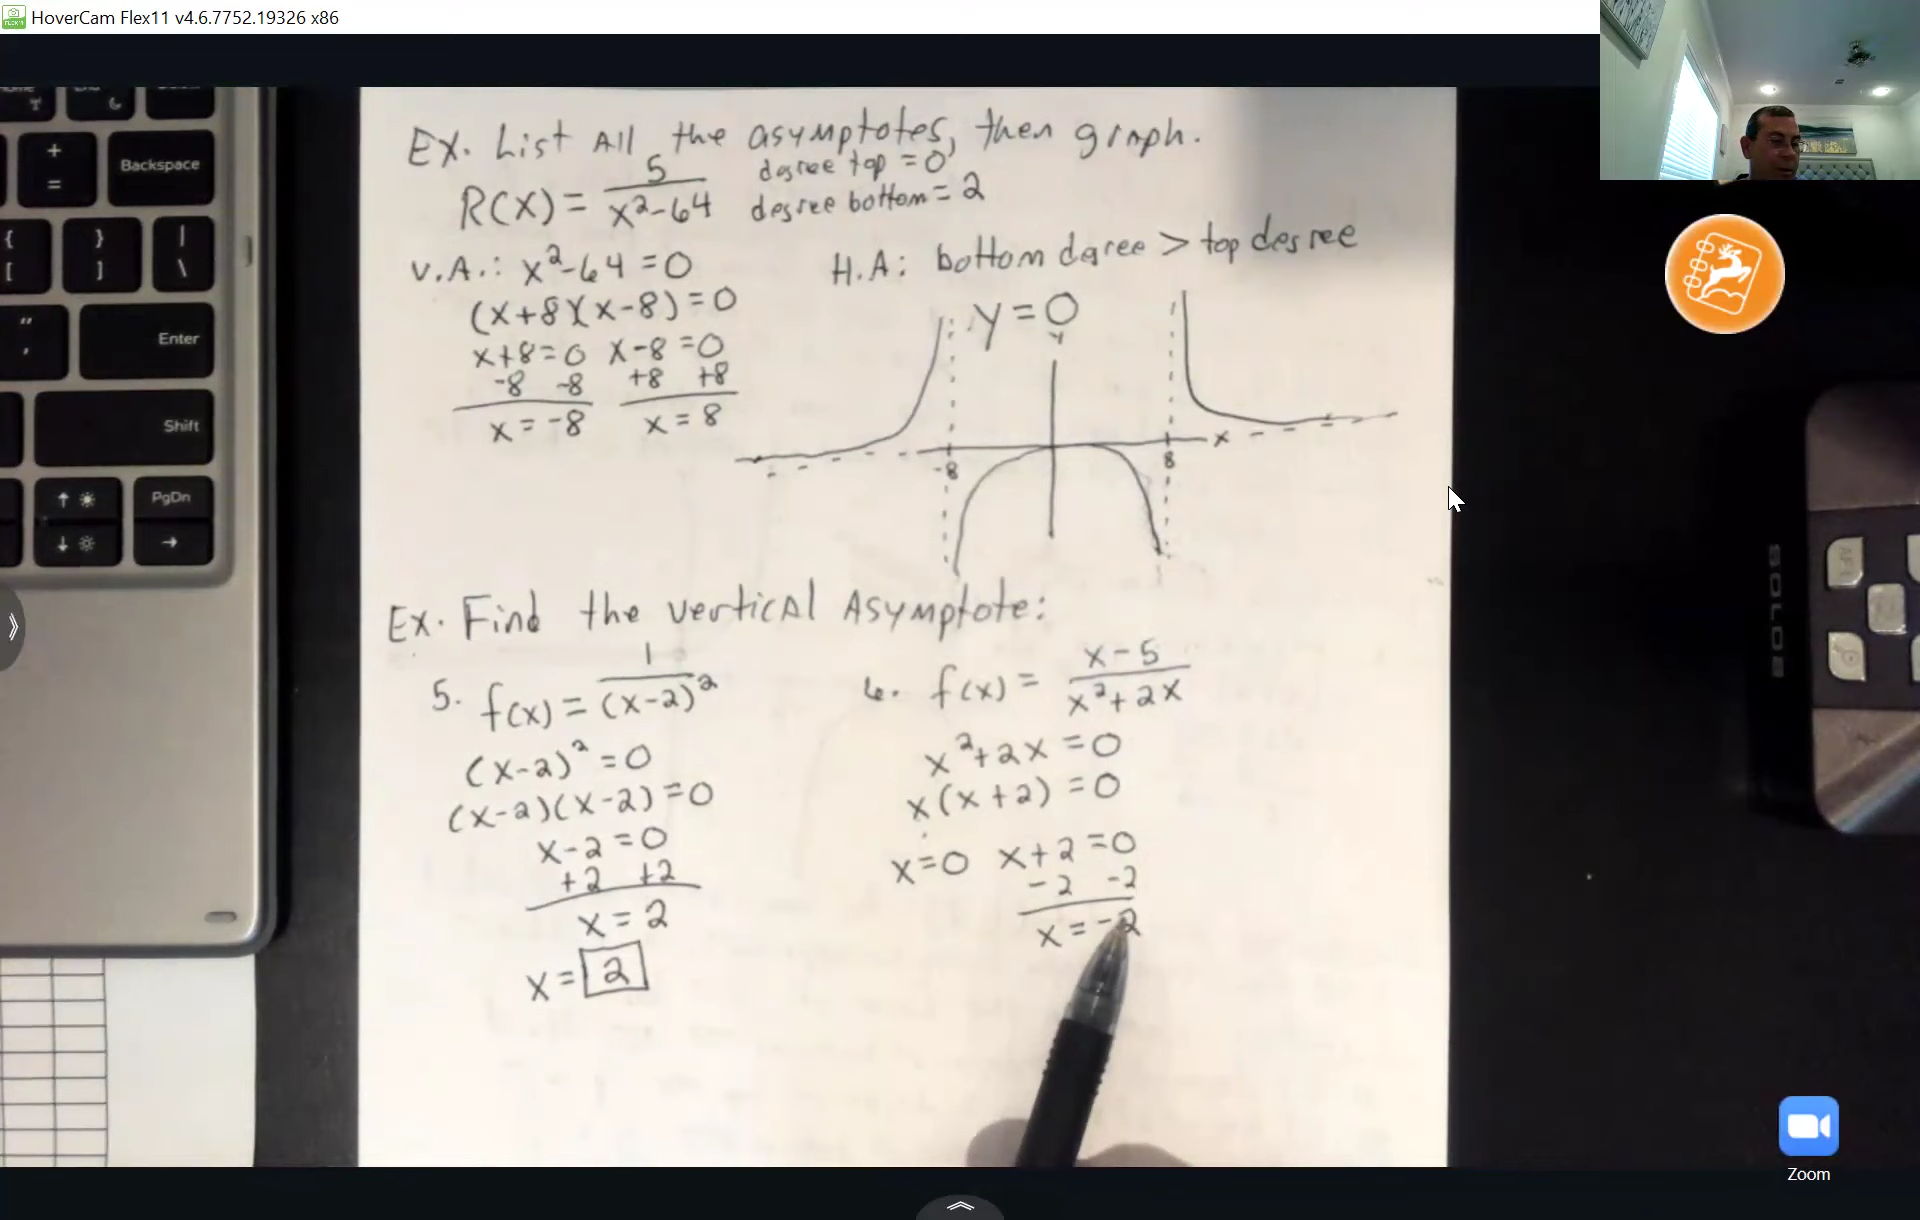 HoverCam Flex11 v4.6.7752.19326 x86
Ex. List All the asymptotes, then graph.
R(x) = 5 / x²-64
degree top = 0
degree bottom = 2
V.A.: x²-64 = 0
(x+8)(x-8) = 0
x+8=0 x-8=0
-8 -8 +8 +8
x = -8 x = 8
H.A: bottom dgree > top degree
y = 0
y
x
-8
8
Ex. Find the vertical Asymptote:
5. f(x) = 1 / (x-2)²
(x-2)² = 0
(x-2)(x-2) = 0
x-2 = 0
+2 +2
x = 2
x = 2
6. f(x) = x-5 / x²+2x
x²+2x = 0
x(x+2) = 0
x=0 x+2=0
-2 -2
x = -2
+
=
Backspace
{
[
}
]
|
\
"
,
Enter
Shift
PgDn
SOLDB
Zoom